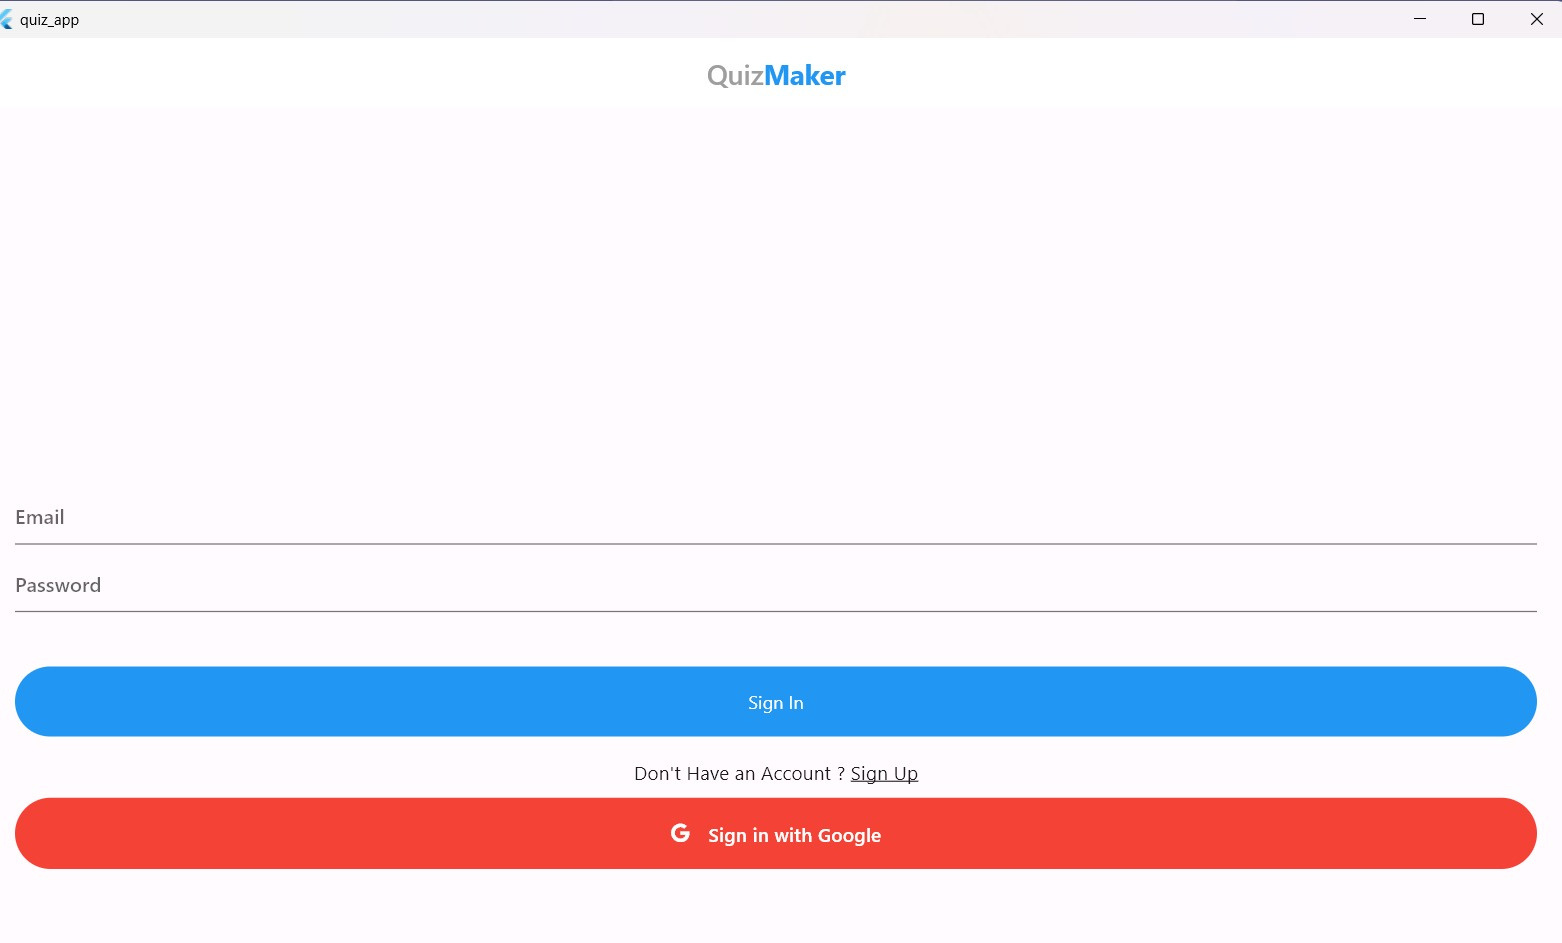 quiz_app
QuizMaker
Email
Password
Sign In
Don't Have an Account ? Sign Up
G Sign in with Google